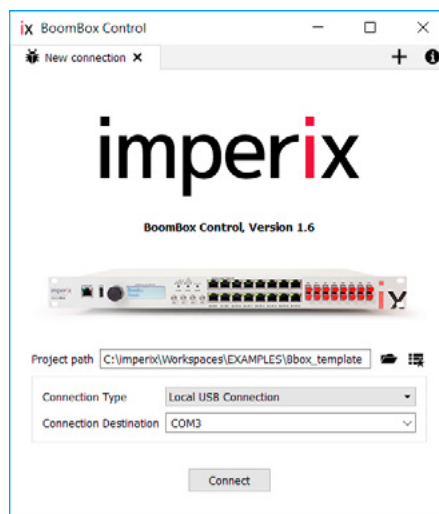 ix BoomBox Control
New connection
imperix
BoomBox Control, Version 1.6
imperix
Project path C:\imperix\Workspaces\EXAMPLES\Bbox_template
Connection Type Local USB Connection
Connection Destination COM3
Connect